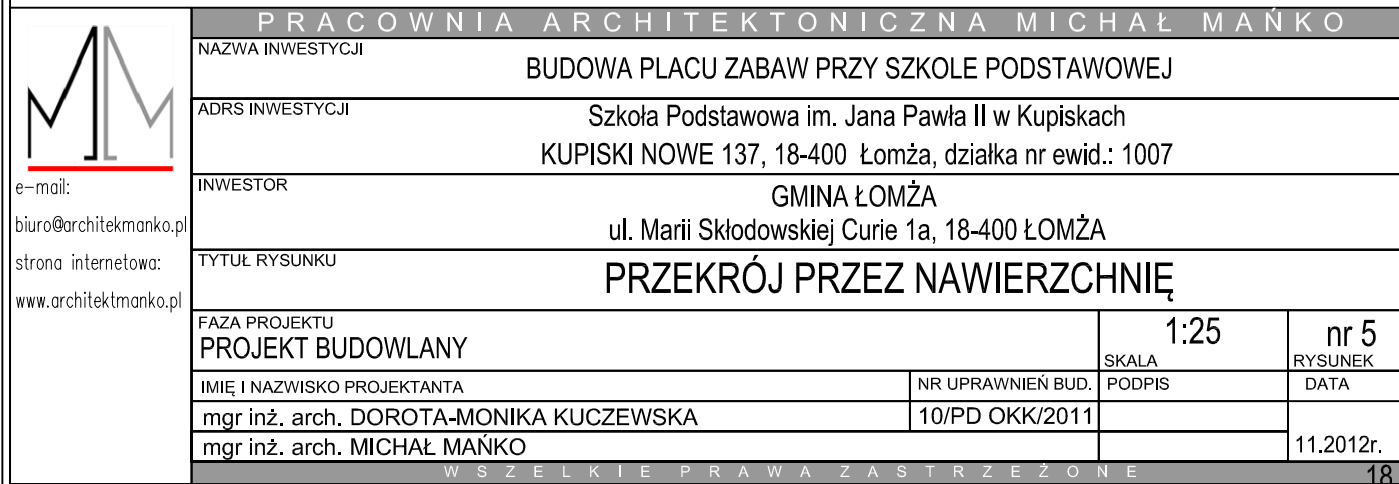 PRACOWNIA ARCHITEKTONICZNA MICHAŁ MAŃKO
NAZWA INWESTYCJI
BUDOWA PLACU ZABAW PRZY SZKOLE PODSTAWOWEJ
ADRS INWESTYCJI
Szkoła Podstawowa im. Jana Pawła II w Kupiskach
KUPISKI NOWE 137, 18-400 Łomża, działka nr ewid.: 1007
INWESTOR
GMINA ŁOMŻA
ul. Marii Skłodowskiej Curie 1a, 18-400 ŁOMŻA
TYTUŁ RYSUNKU
PRZEKRÓJ PRZEZ NAWIERZCHNIĘ
MM
e-mail:
biuro@architekmanko.pl
strona internetowa:
www.architektmanko.pl
FAZA PROJEKTU
PROJEKT BUDOWLANY
1:25
SKALA
nr 5
RYSUNEK
IMIĘ I NAZWISKO PROJEKTANTA NR UPRAWNIEŃ BUD. PODPIS DATA
mgr inż. arch. DOROTA-MONIKA KUCZEWSKA 10/PD OKK/2011
mgr inż. arch. MICHAŁ MAŃKO 11.2012r.
WSZELKIE PRAWA ZASTRZEŻONE
18